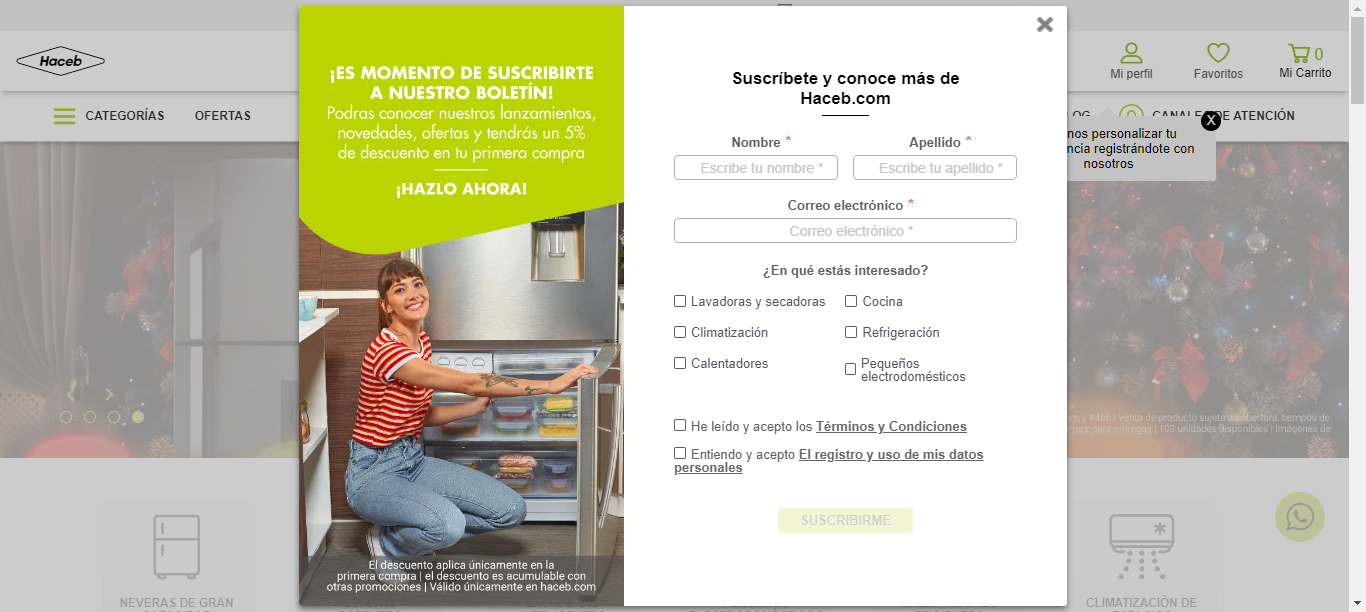 Haceb
Mi perfil
Favoritos
0
Mi Carrito
CATEGORÍAS
OFERTAS
CANALES DE ATENCIÓN
X
personalizar tu
registrándote con
nosotros
¡ES MOMENTO DE SUSCRIBIRTE
A NUESTRO BOLETÍN!
Podras conocer nuestros lanzamientos,
novedades, ofertas y tendrás un 5%
de descuento en tu primera compra
¡HAZLO AHORA!
El descuento aplica únicamente en la
primera compra | el descuento es acumulable con
otras promociones | Válido únicamente en haceb.com
Suscríbete y conoce más de
Haceb.com
Nombre * Apellido *
Escribe tu nombre * Escribe tu apellido *
Correo electrónico *
Correo electrónico *
¿En qué estás interesado?
Lavadoras y secadoras Cocina
Climatización Refrigeración
Calentadores Pequeños
electrodomésticos
He leído y acepto los Términos y Condiciones
Entiendo y acepto El registro y uso de mis datos
personales
SUSCRIBIRME
y #465 | Venta de producto sujeta a cobertura, tiempos de
para entregas | 100 unidades disponibles | Imágenes de
NEVERAS DE GRAN
CLIMATIZACIÓN DE